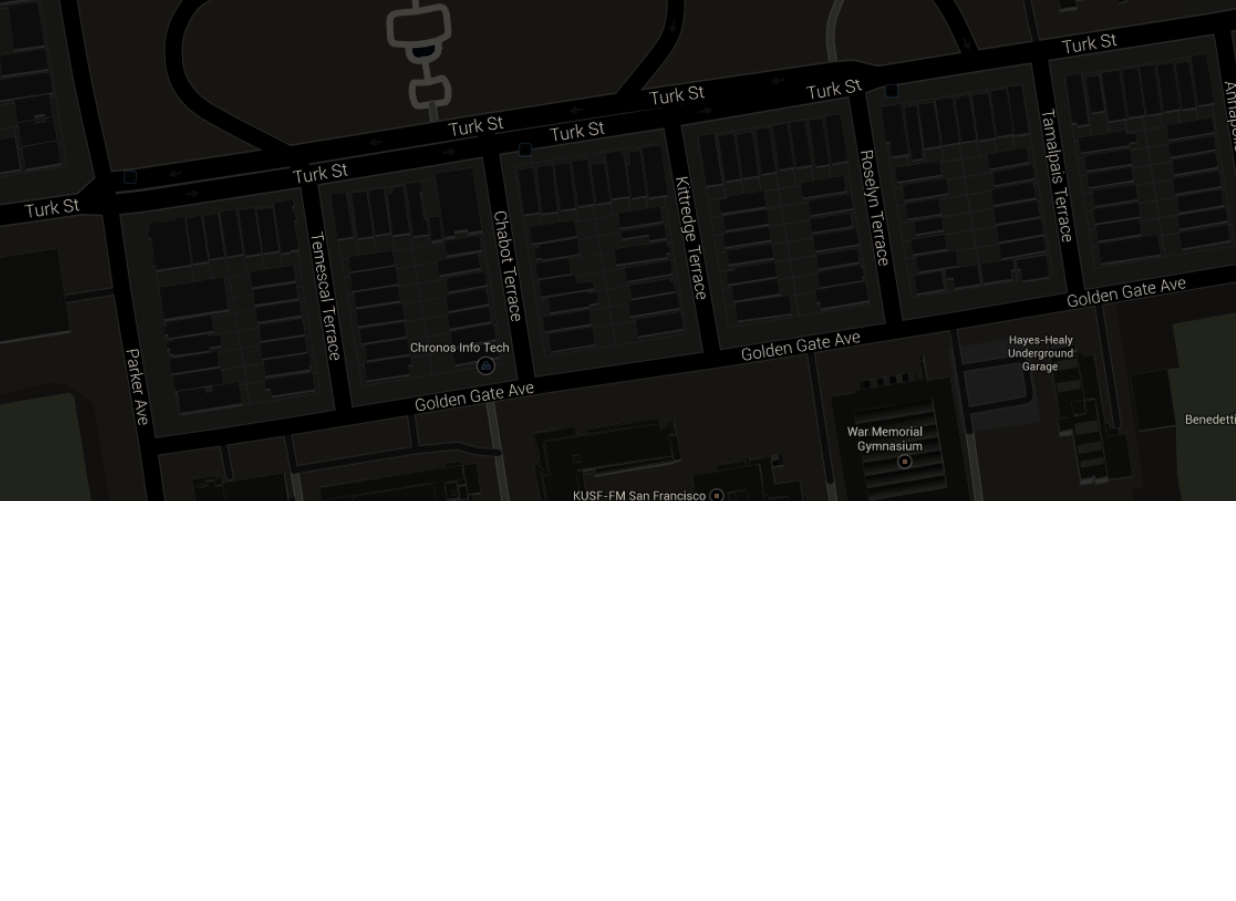 Turk St
Turk St
Turk St
Turk St
Turk St
Turk St
Turk St
Parker Ave
Temescal Terrace
Chabot Terrace
Kittredge Terrace
Roselyn Terrace
Tamalpais Terrace
Golden Gate Ave
Golden Gate Ave
Golden Gate Ave
Chronos Info Tech
Hayes-Healy
Underground
Garage
War Memorial
Gymnasium
Benedetti
KUSF-FM San Francisco